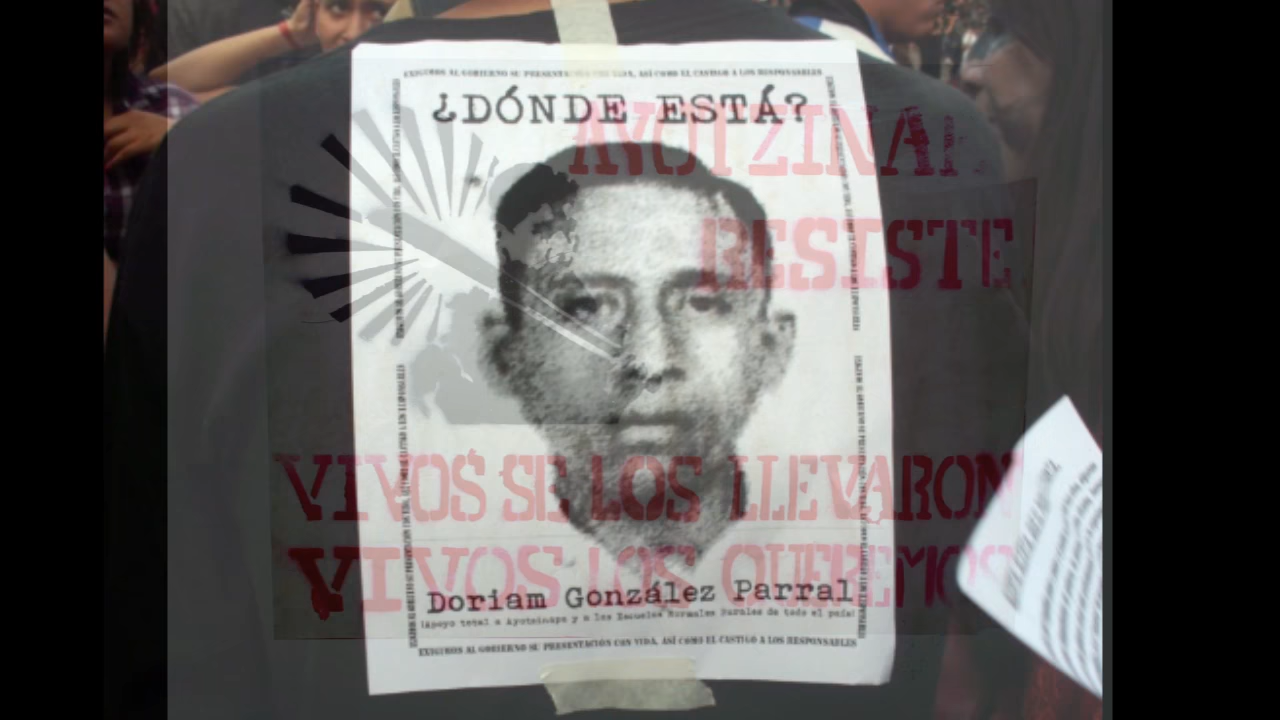 EXIGIMOS AL GOBIERNO SU PRESENTACIÓN CON VIDA, ASÍ COMO EL CASTIGO A LOS RESPONSABLES
¿DÓNDE ESTÁ?
AYOTZINAPA
RESISTE
VIVOS SE LOS LLEVARON
VIVOS LOS QUEREMOS
Doriam González Parral
¡Apoyo total a Ayotzinapa y a las Escuelas Normales Rurales de todo el país!
EXIGIMOS AL GOBIERNO SU PRESENTACIÓN CON VIDA, ASÍ COMO EL CASTIGO A LOS RESPONSABLES